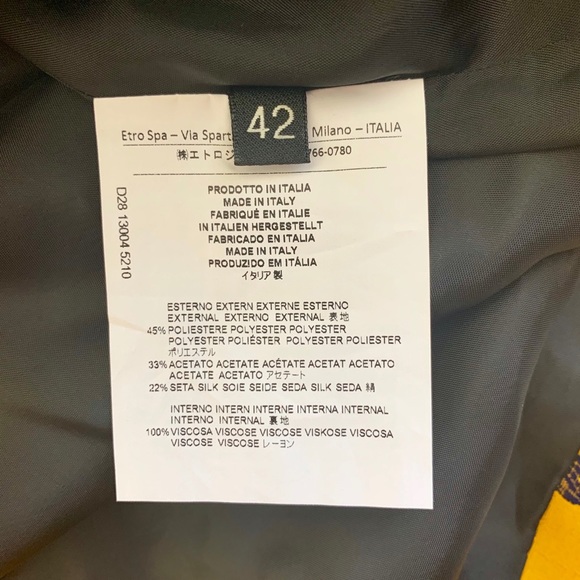 42
Etro Spa – Via Spart Milano – ITALIA
㈱エトロジ 766-0780
PRODOTTO IN ITALIA
MADE IN ITALY
FABRIQUÉ EN ITALIE
IN ITALIEN HERGESTELLT
FABRICADO EN ITALIA
MADE IN ITALY
PRODUZIDO EM ITÁLIA
イタリア製
D28 13004 5210
ESTERNO EXTERN EXTERNE ESTERNO
EXTERNAL EXTERNO EXTERNAL 裏地
45% POLIESTERE POLYESTER POLYESTER
POLYESTER POLIÉSTER POLYESTER POLIESTER
ポリエステル
33% ACETATO ACETATE ACÉTATE ACETAT ACETATO
ACETATE ACETATO アセテート
22% SETA SILK SOIE SEIDE SEDA SILK SEDA 絹
INTERNO INTERN INTERNE INTERNA INTERNAL
INTERNO INTERNAL 裏地
100% VISCOSA VISCOSE VISCOSE VISKOSE VISCOSA
VISCOSE VISCOSE レーヨン